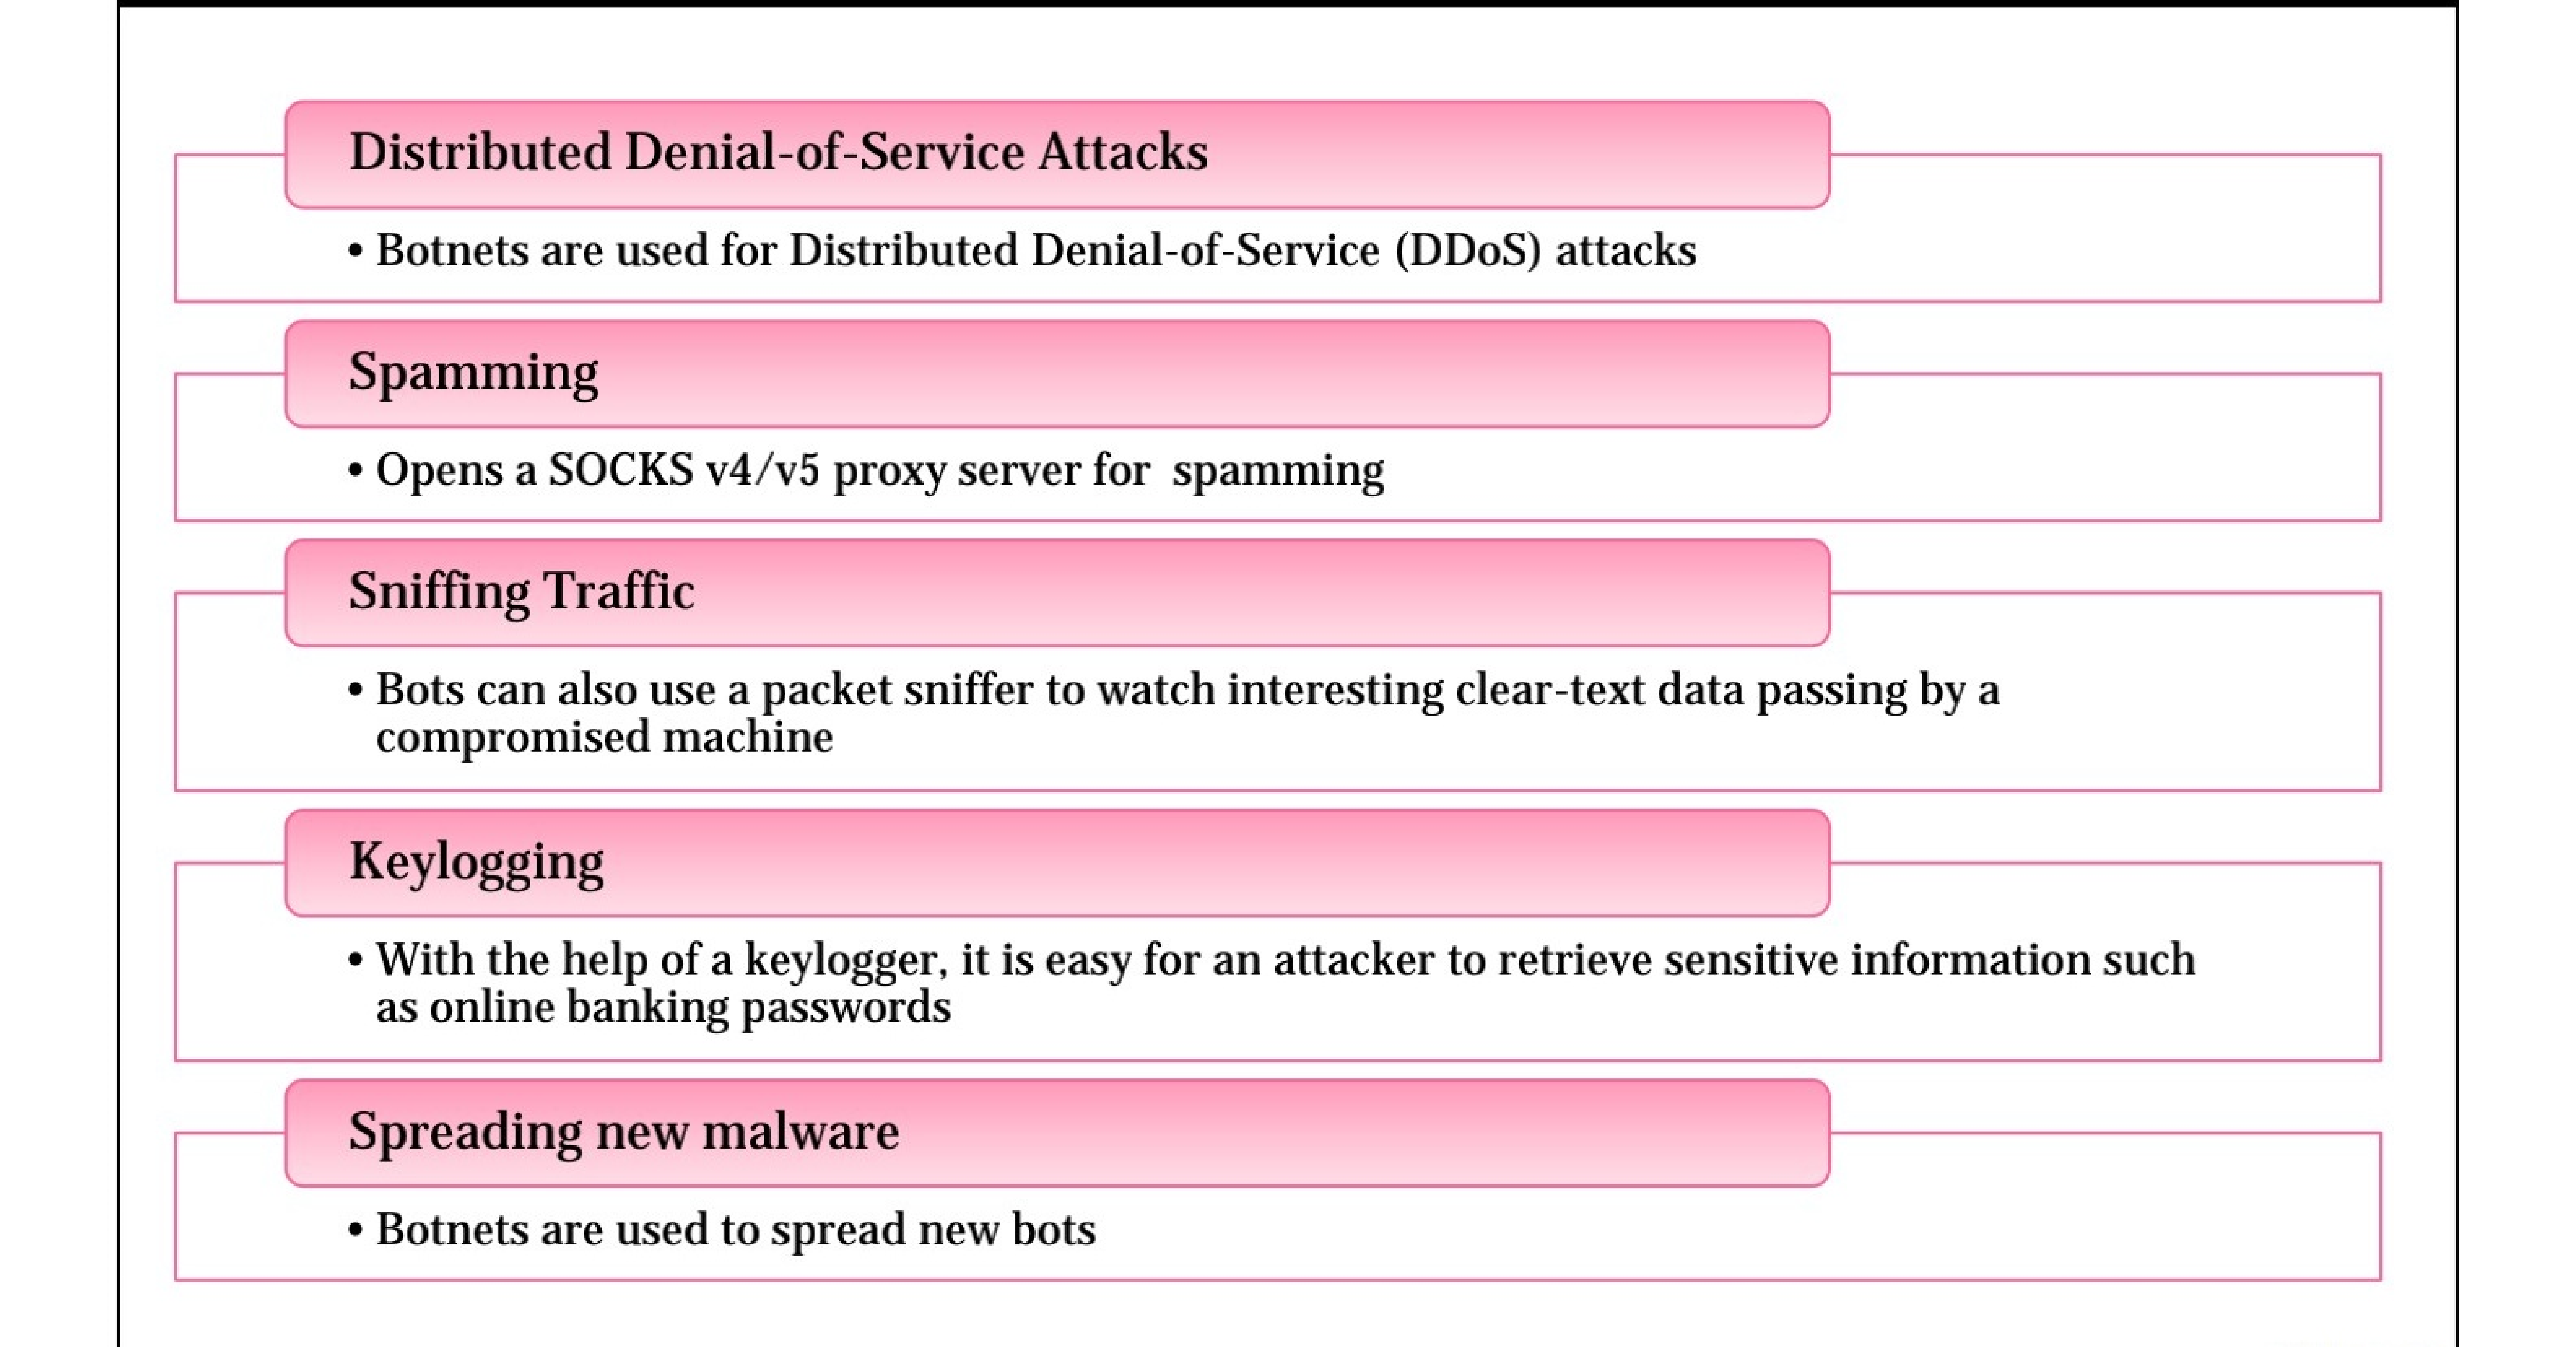 Distributed Denial-of-Service Attacks
• Botnets are used for Distributed Denial-of-Service (DDoS) attacks
Spamming
• Opens a SOCKS v4/v5 proxy server for  spamming
Sniffing Traffic
• Bots can also use a packet sniffer to watch interesting clear-text data passing by a
compromised machine
Keylogging
• With the help of a keylogger, it is easy for an attacker to retrieve sensitive information such
as online banking passwords
Spreading new malware
• Botnets are used to spread new bots